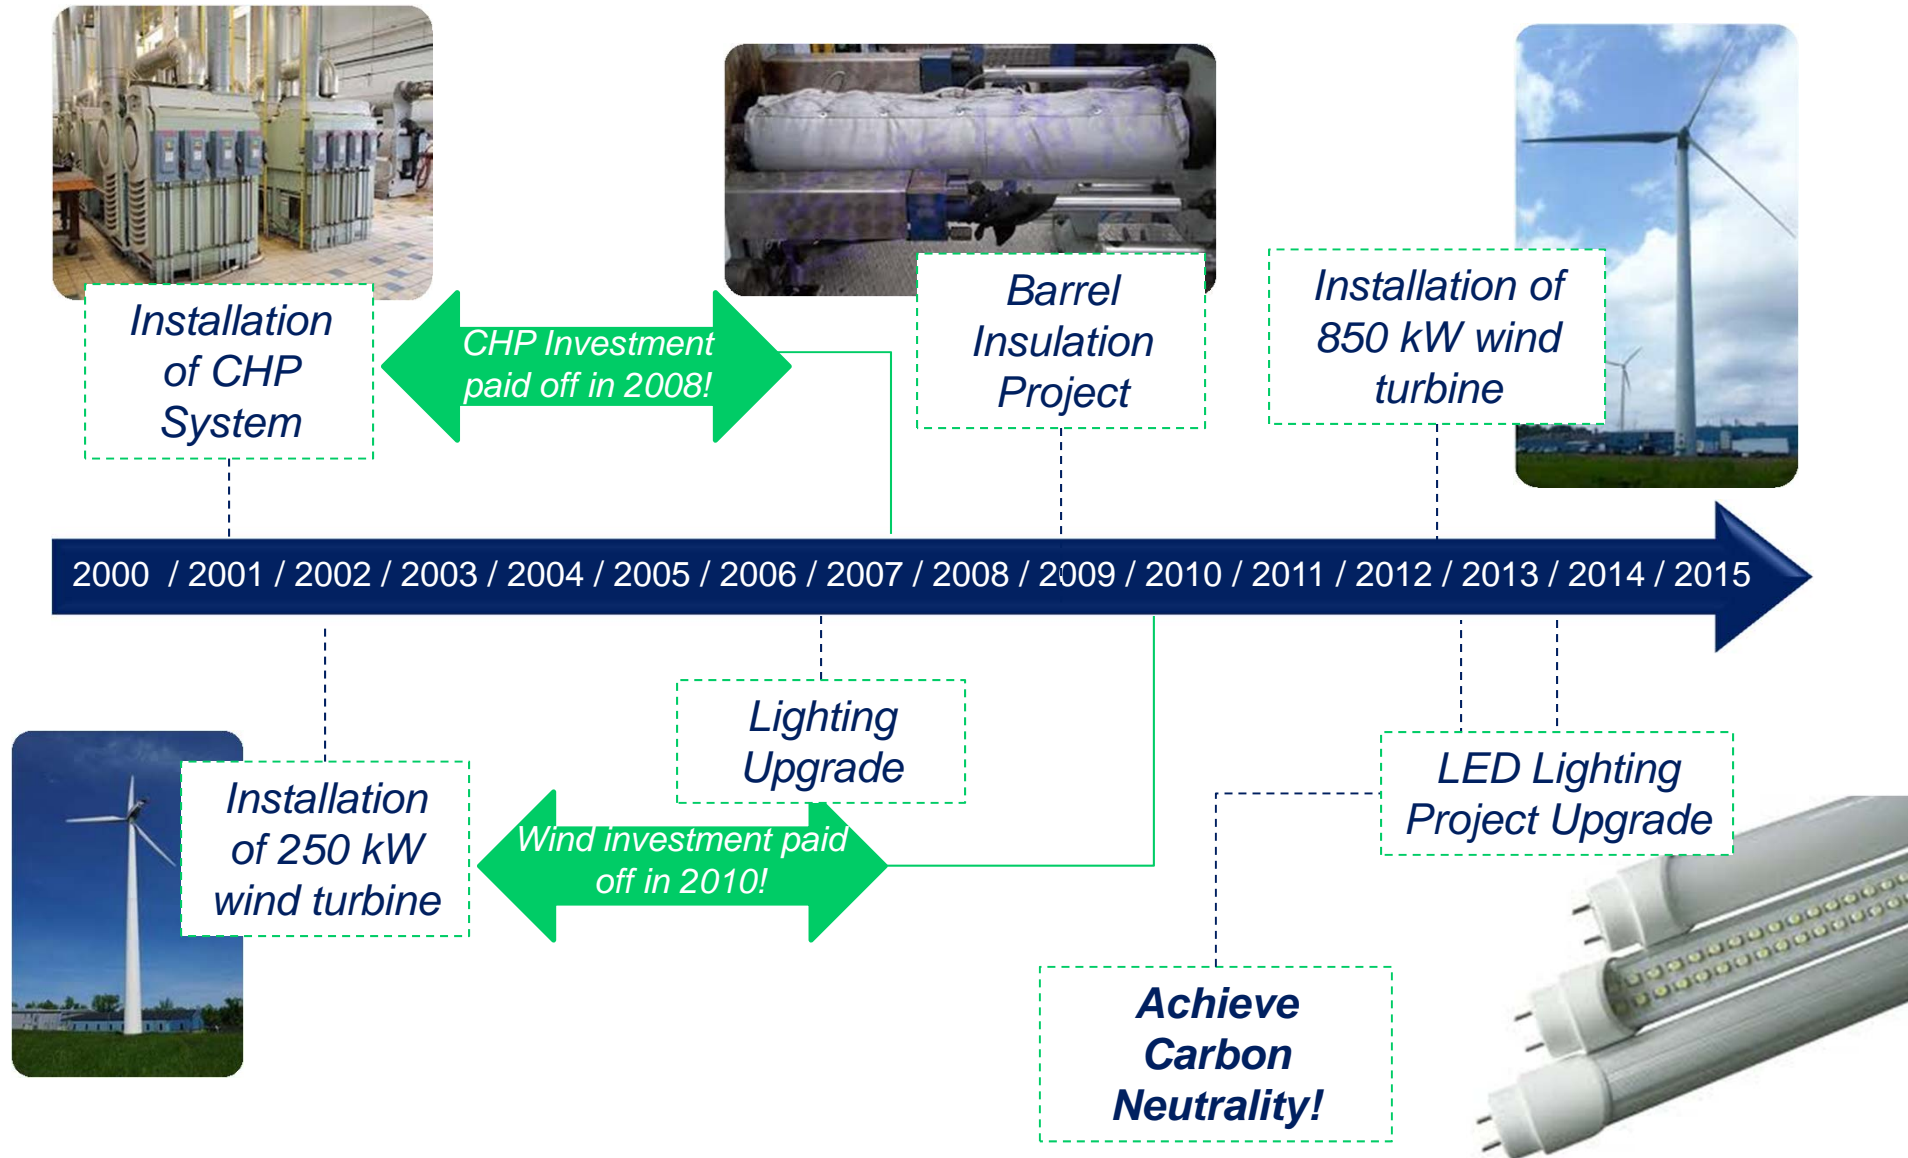 Installation
of CHP
System
CHP Investment
paid off in 2008!
Barrel
Insulation
Project
Installation of
850 kW wind
turbine
2000 / 2001 / 2002 / 2003 / 2004 / 2005 / 2006 / 2007 / 2008 / 2009 / 2010 / 2011 / 2012 / 2013 / 2014 / 2015
Lighting
Upgrade
LED Lighting
Project Upgrade
Installation
of 250 kW
wind turbine
Wind investment paid
off in 2010!
Achieve
Carbon
Neutrality!